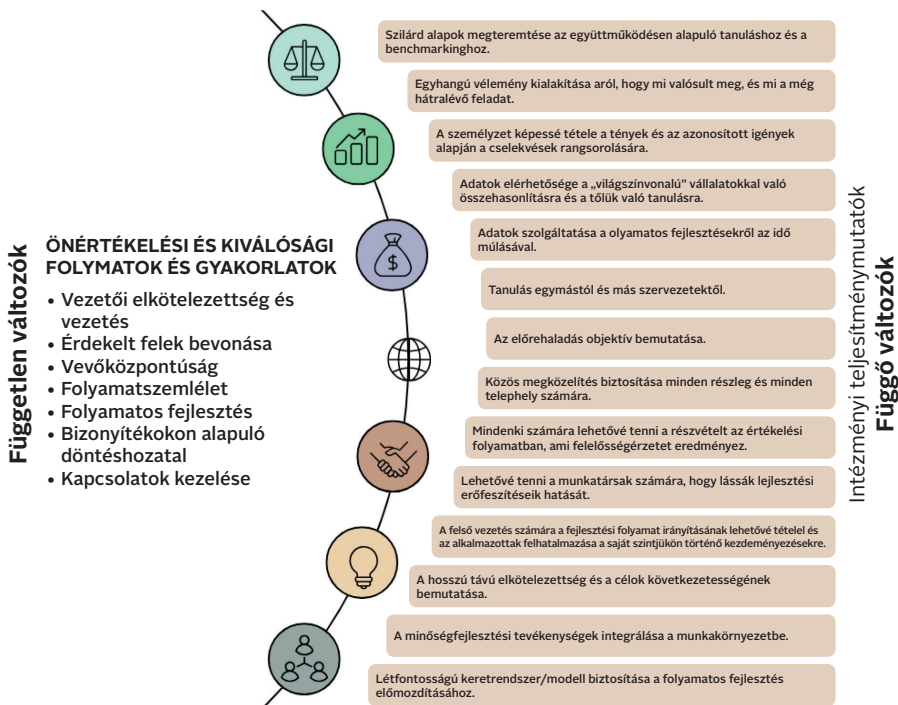 Független változók
ÖNÉRTÉKELÉSI ÉS KIVÁLÓSÁGI
FOLYMATOK ÉS GYAKORLATOK
• Vezetői elkötelezettség és
vezetés
• Érdekelt felek bevonása
• Vevőközpontúság
• Folyamatszemlélet
• Folyamatos fejlesztés
• Bizonyítékokon alapuló
döntéshozatal
• Kapcsolatok kezelése
$
Szilárd alapok megteremtése az együttműködésen alapuló tanuláshoz és a
benchmarkinghoz.
Egyhangú vélemény kialakítása aról, hogy mi valósult meg, és mi a még
hátralévő feladat.
A személyzet képessé tétele a tények és az azonosított igények
alapján a cselekvések rangsorolására.
Adatok elérhetősége a „világszínvonalú” vállalatokkal való
összehasonlításra és a tőlük való tanulásra.
Adatok szolgáltatása a olyamatos fejlesztésekről az idő
múlásával.
Tanulás egymástól és más szervezetektől.
Az előrehaladás objektív bemutatása.
Közös megközelítés biztosítása minden részleg és minden
telephely számára.
Mindenki számára lehetővé tenni a részvételt az értékelési
folyamatban, ami felelősségérzetet eredményez.
Lehetővé tenni a munkatársak számára, hogy lássák lejlesztési
erőfeszítéseik hatását.
A felső vezetés számára a fejlesztési folyamat irányításának lehetővé tételel és
az alkalmazottak felhatalmazása a saját szintjükön történő kezdeményezésekre.
A hosszú távú elkötelezettség és a célok következetességének
bemutatása.
A minőségfejlesztési tevékenységek integrálása a munkakörnyezetbe.
Létfontosságú keretrendszer/modell biztosítása a folyamatos fejlesztés
előmozdításához.
Intézményi teljesítménymutatók
Függő változók